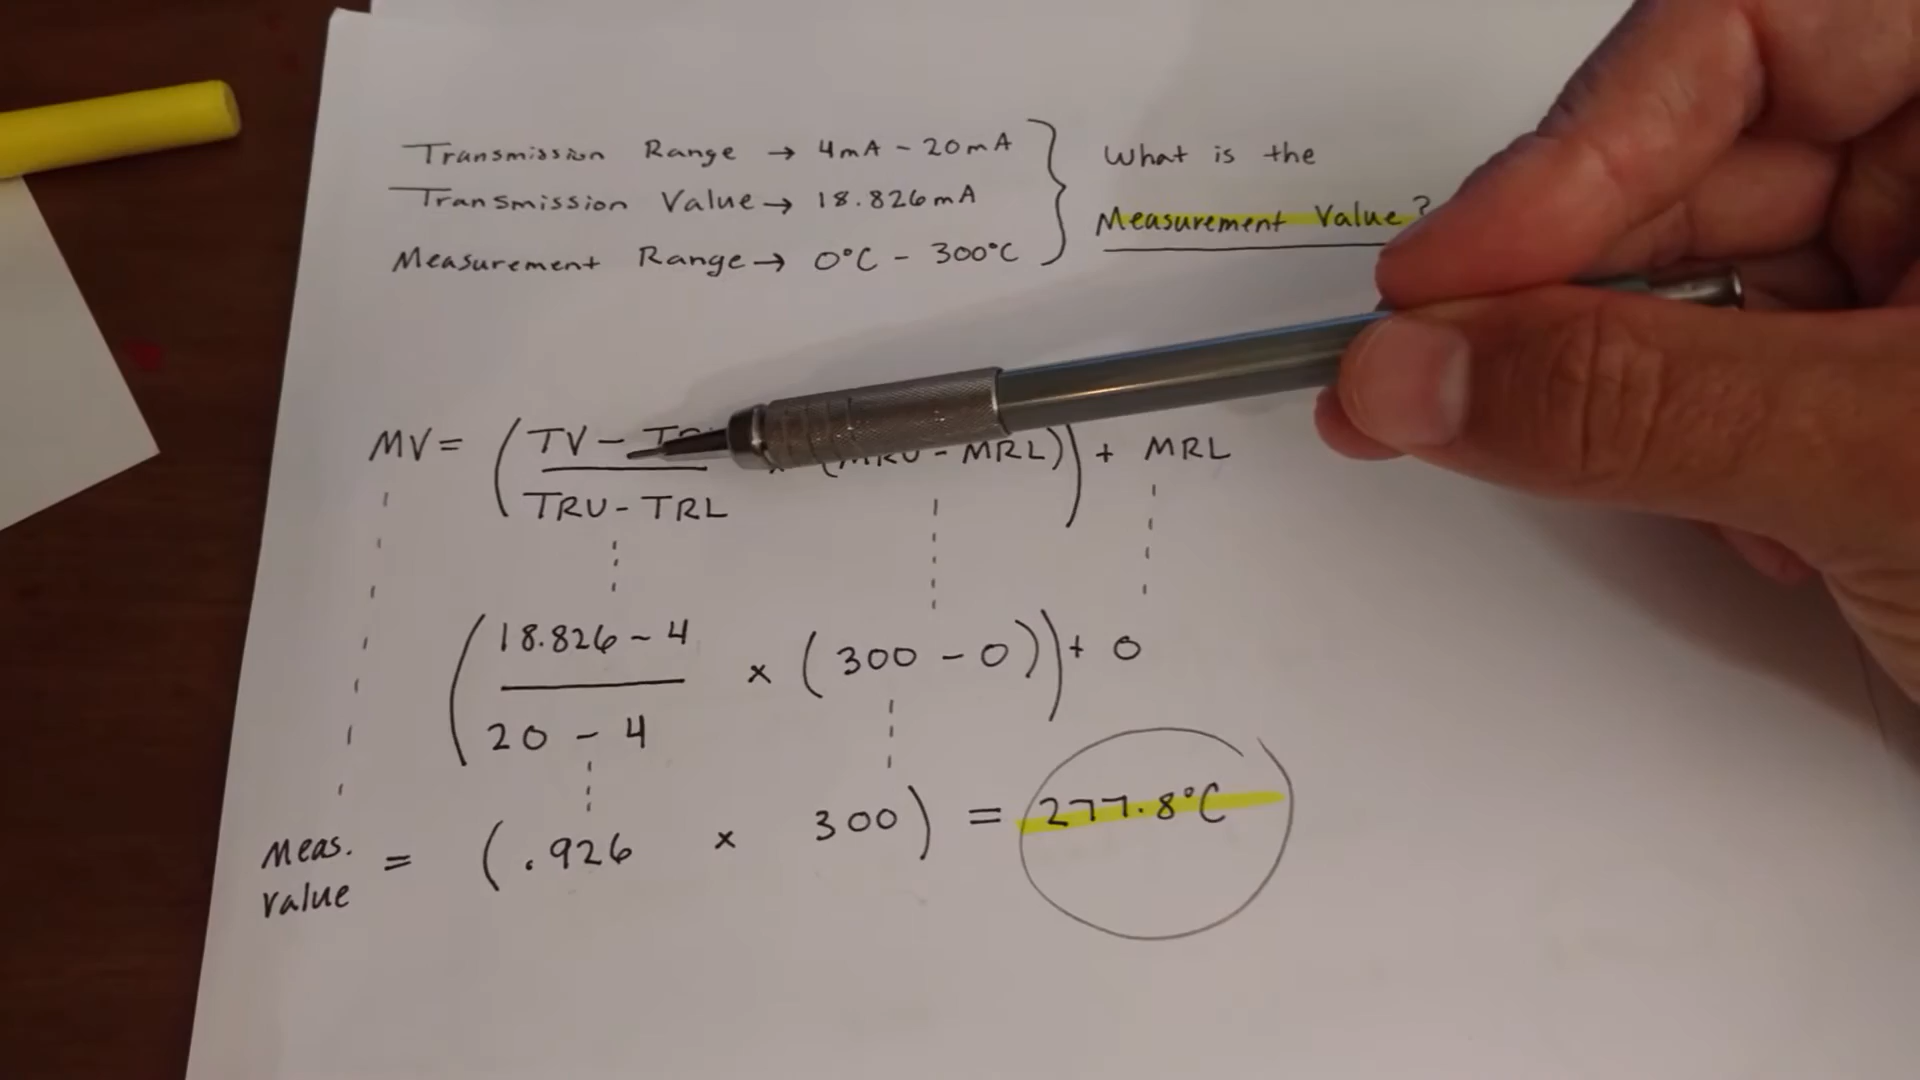 Transmission Range → 4mA - 20mA
Transmission Value → 18.826mA
Measurement Range → 0°C - 300°C
What is the
Measurement Value?
MV = (TV - / TRU - TRL - MRL)) + MRL
(18.826 - 4 / 20 - 4 x (300 - 0)) + 0
Meas. value = (.926 x 300) = 277.8°C